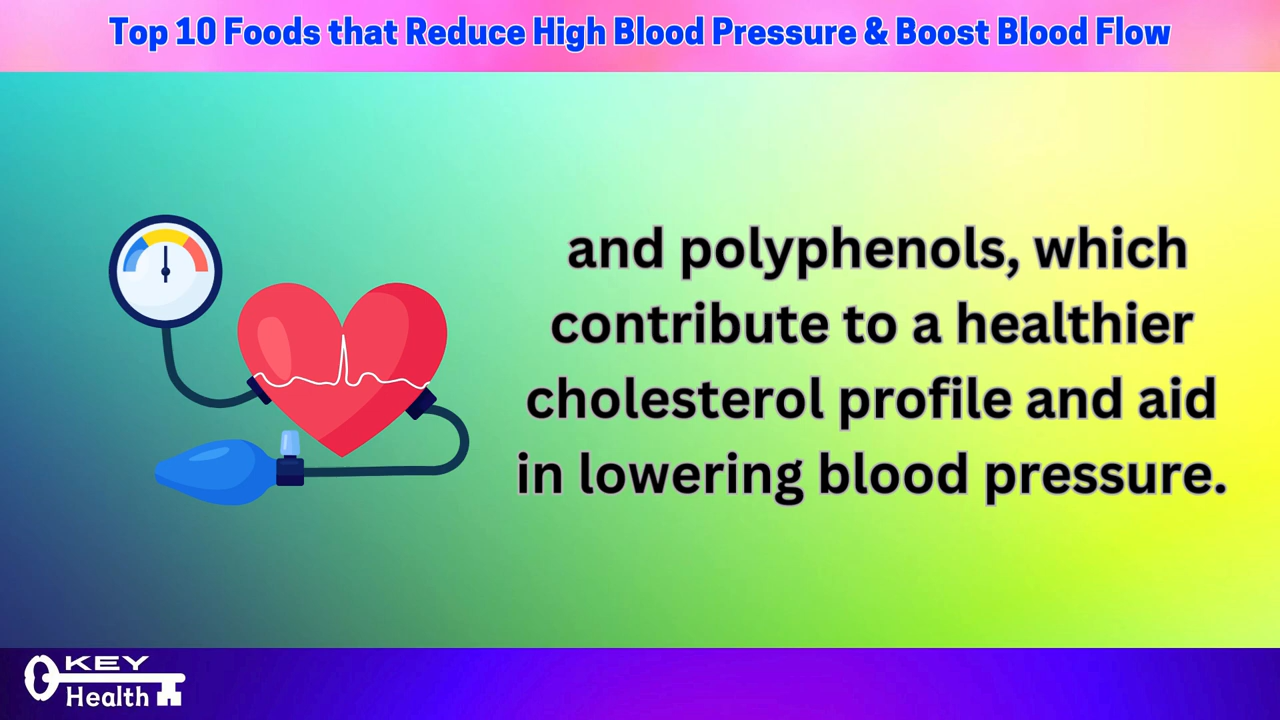 Top 10 Foods that Reduce High Blood Pressure & Boost Blood Flow
and polyphenols, which
contribute to a healthier
cholesterol profile and aid
in lowering blood pressure.
KEY
Health